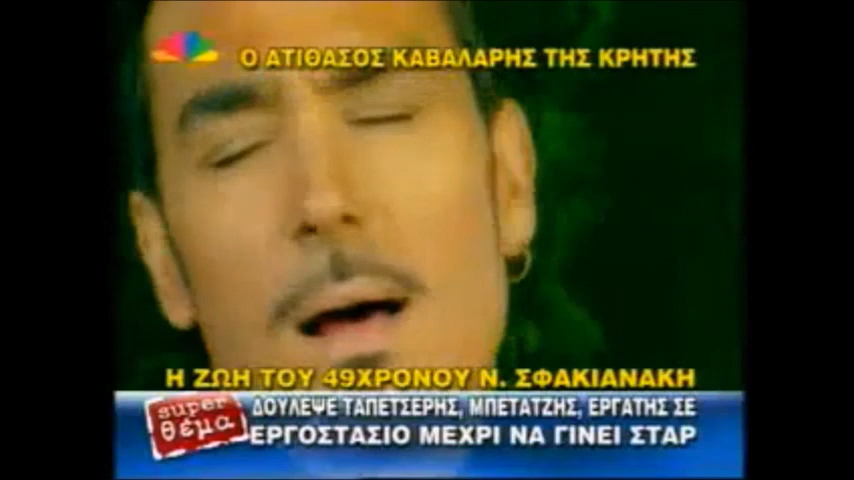 Ο ΑΤΙΘΑΣΟΣ ΚΑΒΑΛΑΡΗΣ ΤΗΣ ΚΡΗΤΗΣ
Η ΖΩΗ ΤΟΥ 49ΧΡΟΝΟΥ Ν. ΣΦΑΚΙΑΝΑΚΗ
super
θέμα
ΔΟΥΛΕΨΕ ΤΑΠΕΤΣΕΡΗΣ, ΜΠΕΤΑΤΖΗΣ, ΕΡΓΑΤΗΣ ΣΕ
ΕΡΓΟΣΤΑΣΙΟ ΜΕΧΡΙ ΝΑ ΓΙΝΕΙ ΣΤΑΡ